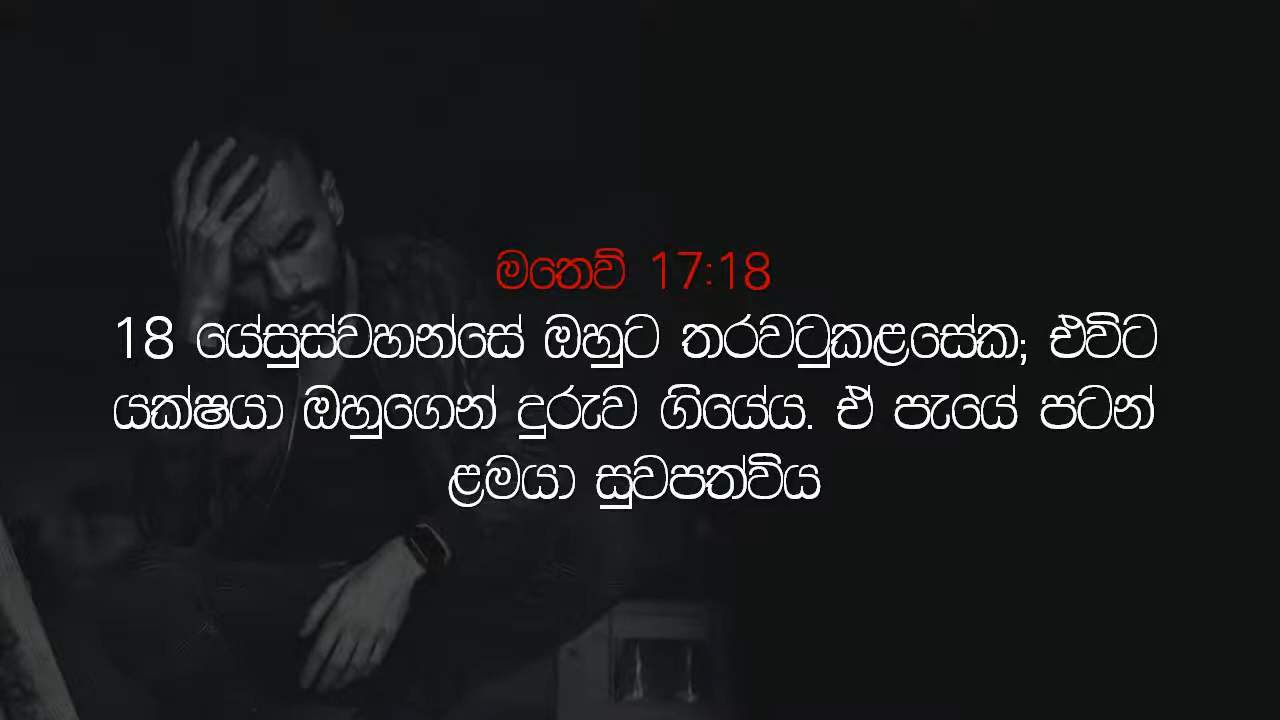 මතෙව් 17:18
18 යේසුස්වහන්සේ ඔහුට තරවටුකළසේක; එවිට
යක්ෂයා ඔහුගෙන් දුරුව ගියේය. ඒ පැයේ පටන්
ළමයා සුවපත්විය